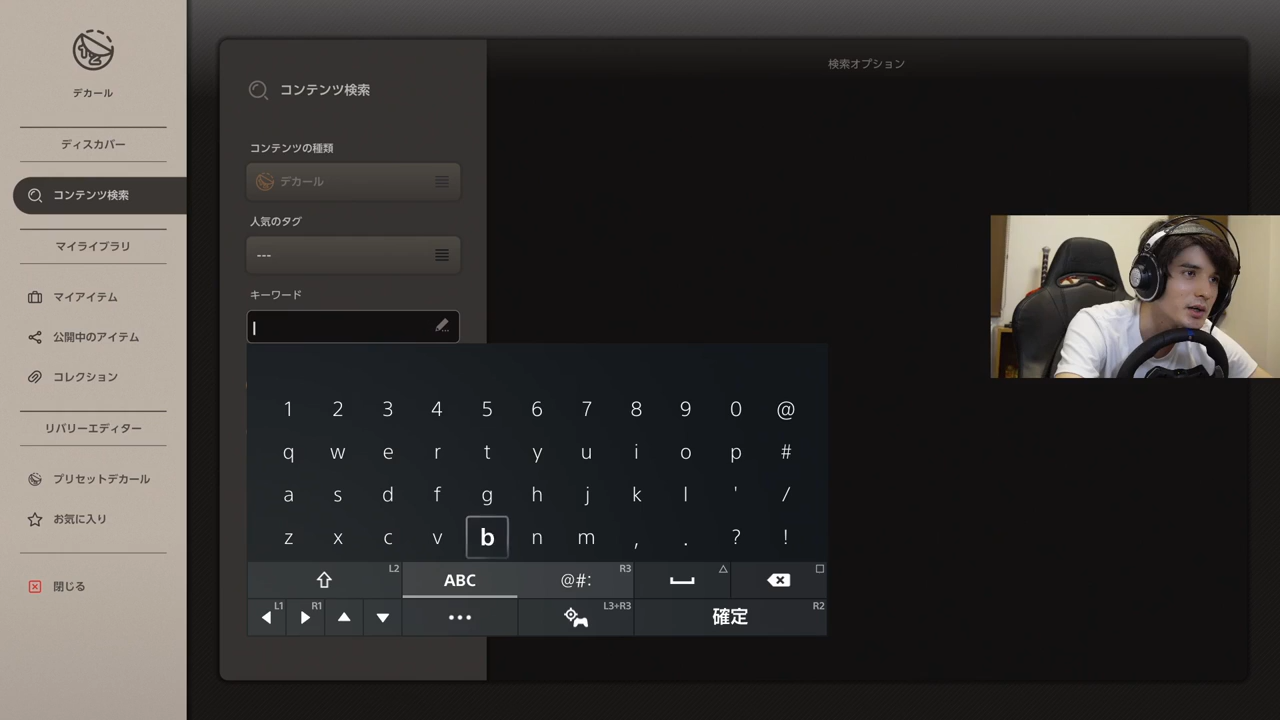 デカール
ディスカバー
コンテンツ検索
マイライブラリ
マイアイテム
公開中のアイテム
コレクション
リバリーエディター
プリセットデカール
お気に入り
閉じる
検索オプション
コンテンツ検索
コンテンツの種類
デカール
人気のタグ
---
キーワード
1 2 3 4 5 6 7 8 9 0 @
q w e r t y u i o p #
a s d f g h j k l ' /
z x c v b n m , . ? !
L2 ABC @#: R3 △ □
L1 R1 ... L3+R3 確定 R2